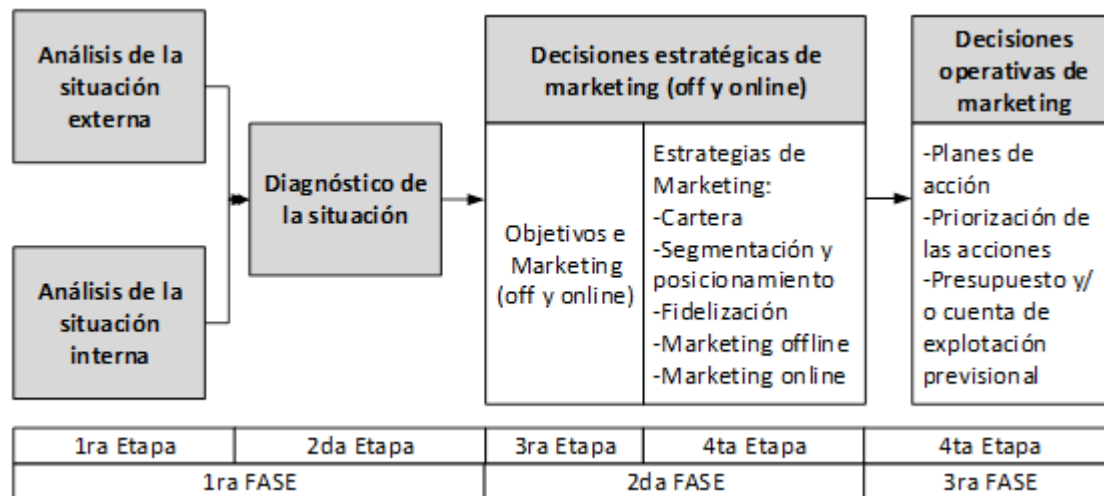 Análisis de la
situación
externa
Análisis de la
situación
interna
Diagnóstico de
la situación
Decisiones estratégicas de
marketing (off y online)
Objetivos e
Marketing
(off y online)
Estrategias de
Marketing:
-Cartera
-Segmentación y
posicionamiento
-Fidelización
-Marketing offline
-Marketing online
Decisiones
operativas de
marketing
-Planes de
acción
-Priorización de
las acciones
-Presupuesto y/
o cuenta de
explotación
previsional
1ra Etapa
2da Etapa
3ra Etapa
4ta Etapa
4ta Etapa
1ra FASE
2da FASE
3ra FASE